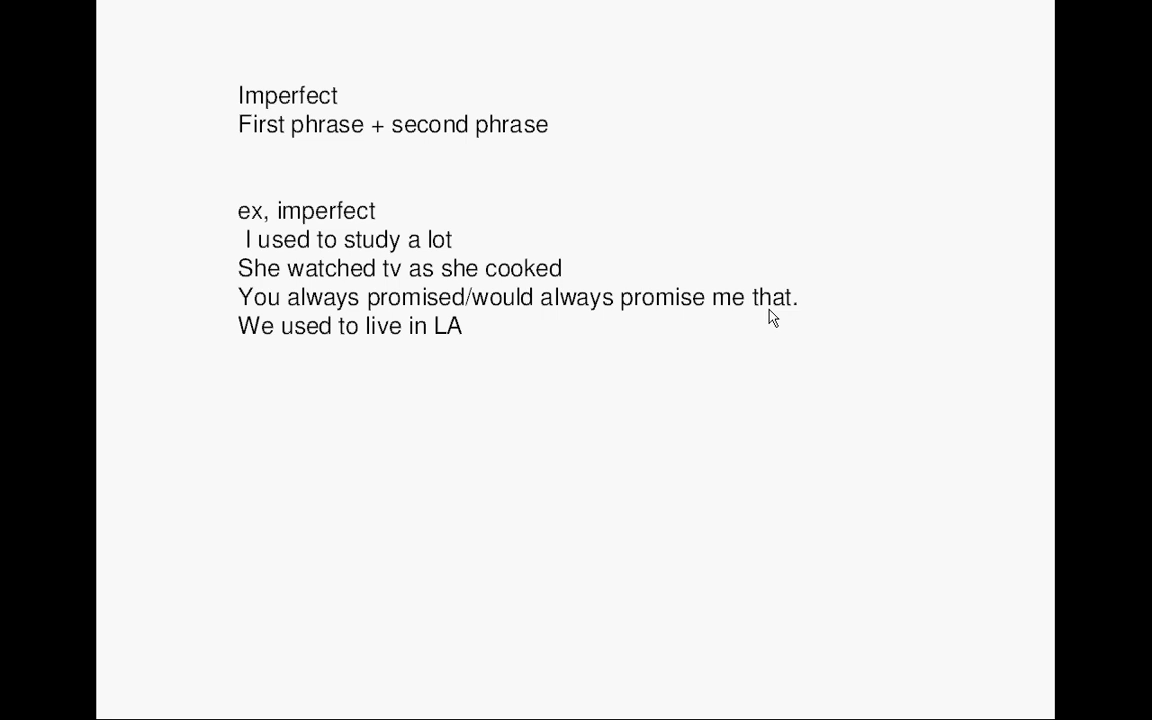 Imperfect
First phrase + second phrase
ex, imperfect
I used to study a lot
She watched tv as she cooked
You always promised/would always promise me that.
We used to live in LA